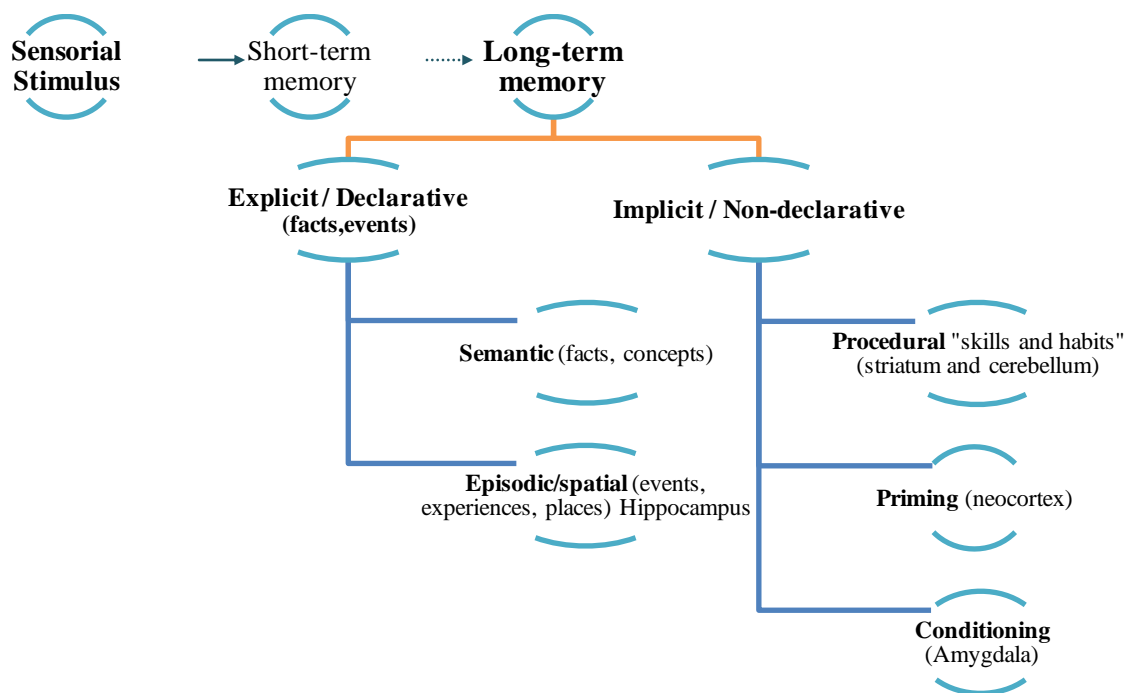 Sensorial
Stimulus
Short-term
memory
Long-term
memory
Explicit / Declarative
(facts,events)
Implicit / Non-declarative
Semantic (facts, concepts)
Episodic/spatial (events,
experiences, places) Hippocampus
Procedural "skills and habits"
(striatum and cerebellum)
Priming (neocortex)
Conditioning
(Amygdala)